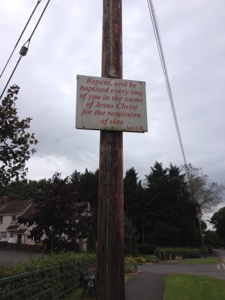 Repent, and be
baptised every one
of you in the name
of Jesus Christ
for the remission
of sins